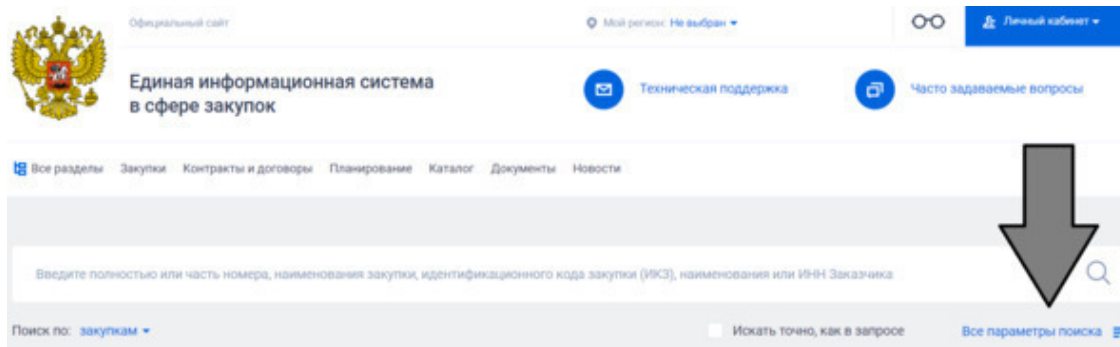 Официальный сайт
Мой регион: Не выбран
Личный кабинет
Единая информационная система
в сфере закупок
Техническая поддержка
Часто задаваемые вопросы
Все разделы Закупки Контракты и договоры Планирование Каталог Документы Новости
Введите полностью или часть номера, наименования закупки, идентификационного кода закупки (ИКЗ), наименования или ИНН Заказчика
Поиск по: закупкам
Искать точно, как в запросе
Все параметры поиска